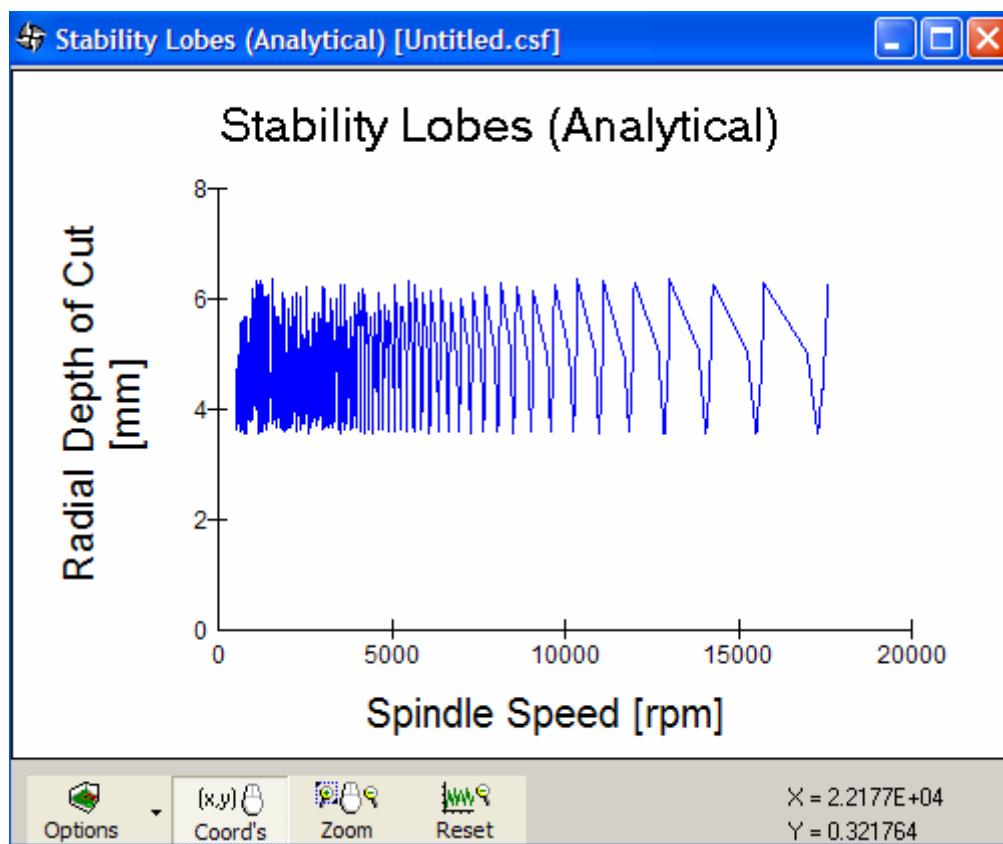 Stability Lobes (Analytical) [Untitled.csf]
Stability Lobes (Analytical)
Radial Depth of Cut
[mm]
8
6
4
2
0
0 5000 10000 15000 20000
Spindle Speed [rpm]
Options
(x,y)
Coord's
Zoom
Reset
X = 2.2177E+04
Y = 0.321764